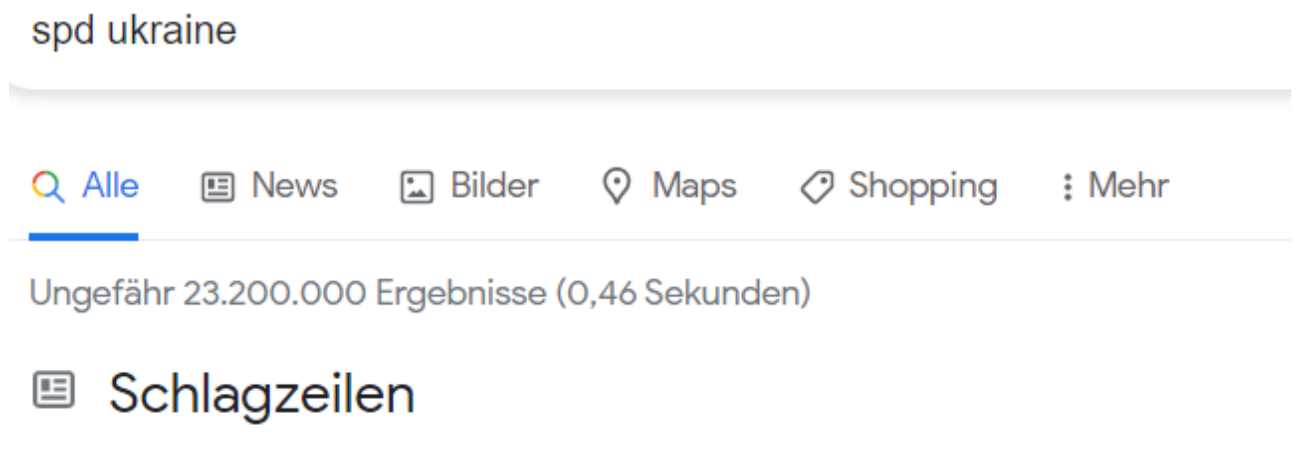 spd ukraine
Alle News Bilder Maps Shopping Mehr
Ungefähr 23.200.000 Ergebnisse (0,46 Sekunden)
Schlagzeilen